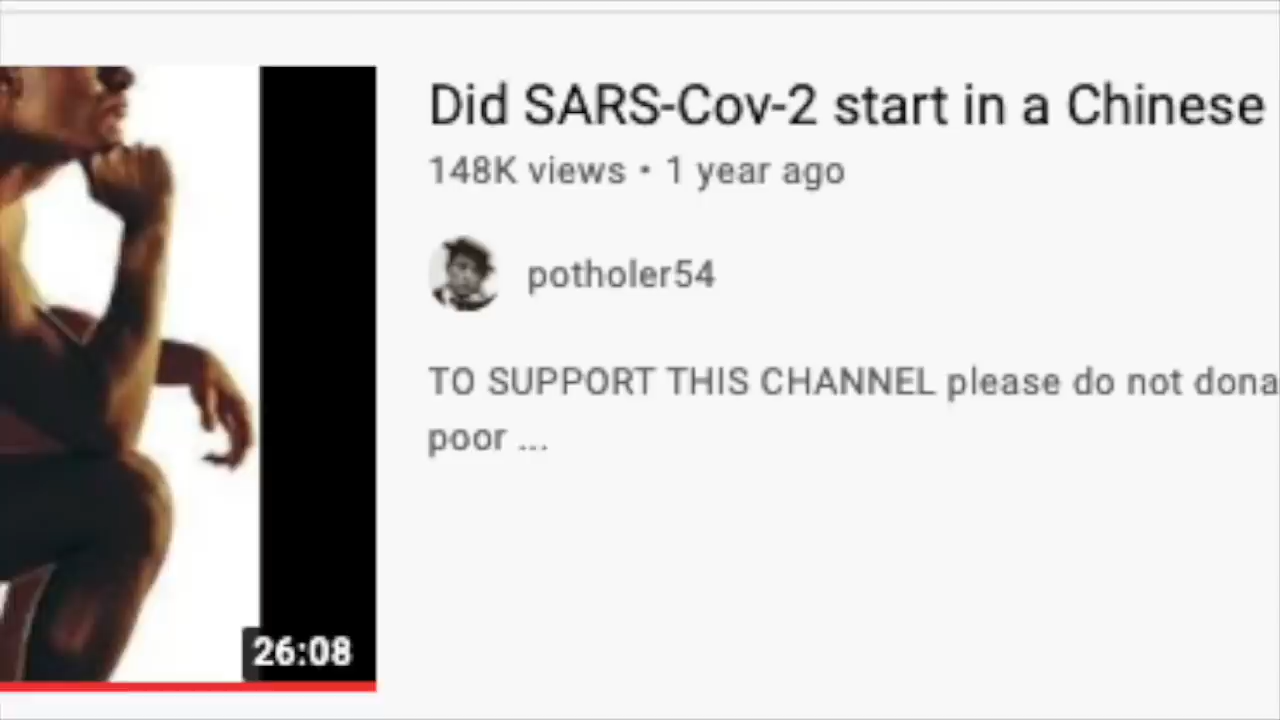 Did SARS-Cov-2 start in a Chinese
148K views • 1 year ago
potholer54
TO SUPPORT THIS CHANNEL please do not dona
poor ...
26:08